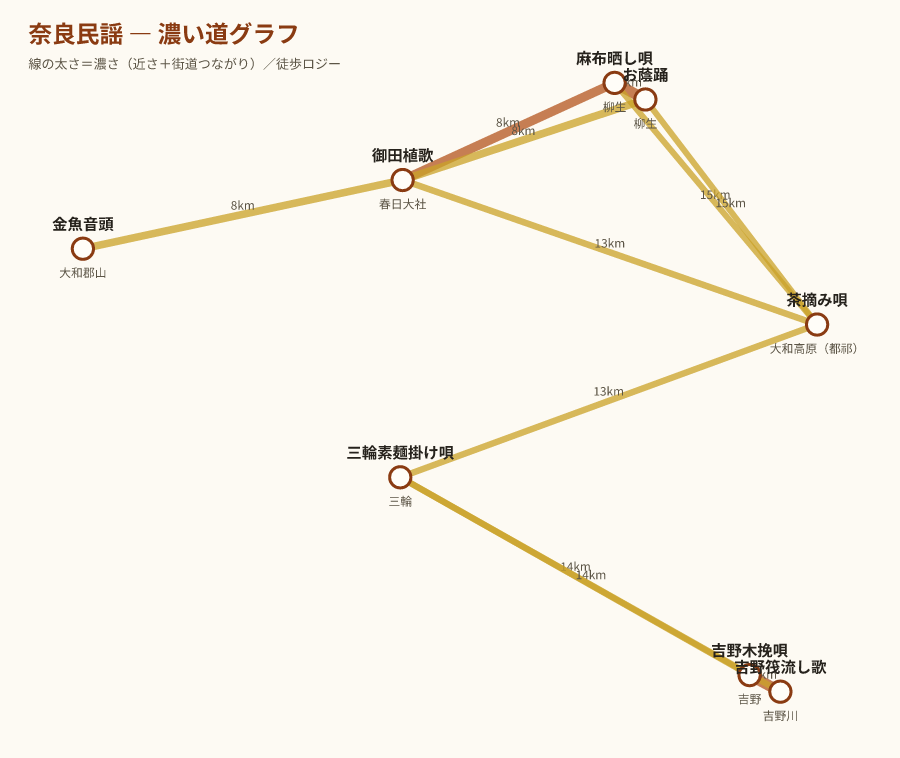 奈良民謡 — 濃い道グラフ
線の太さ＝濃さ（近さ＋街道つながり）／徒歩ロジー
麻布晒し唄
お蔭踊
km
柳生
柳生
8km
8km
御田植歌
春日大社
8km
金魚音頭
大和郡山
15km
15km
13km
茶摘み唄
大和高原（都祁）
13km
三輪素麺掛け唄
三輪
14km
14km
吉野木挽唄
吉野筏流し歌
km
吉野
吉野川